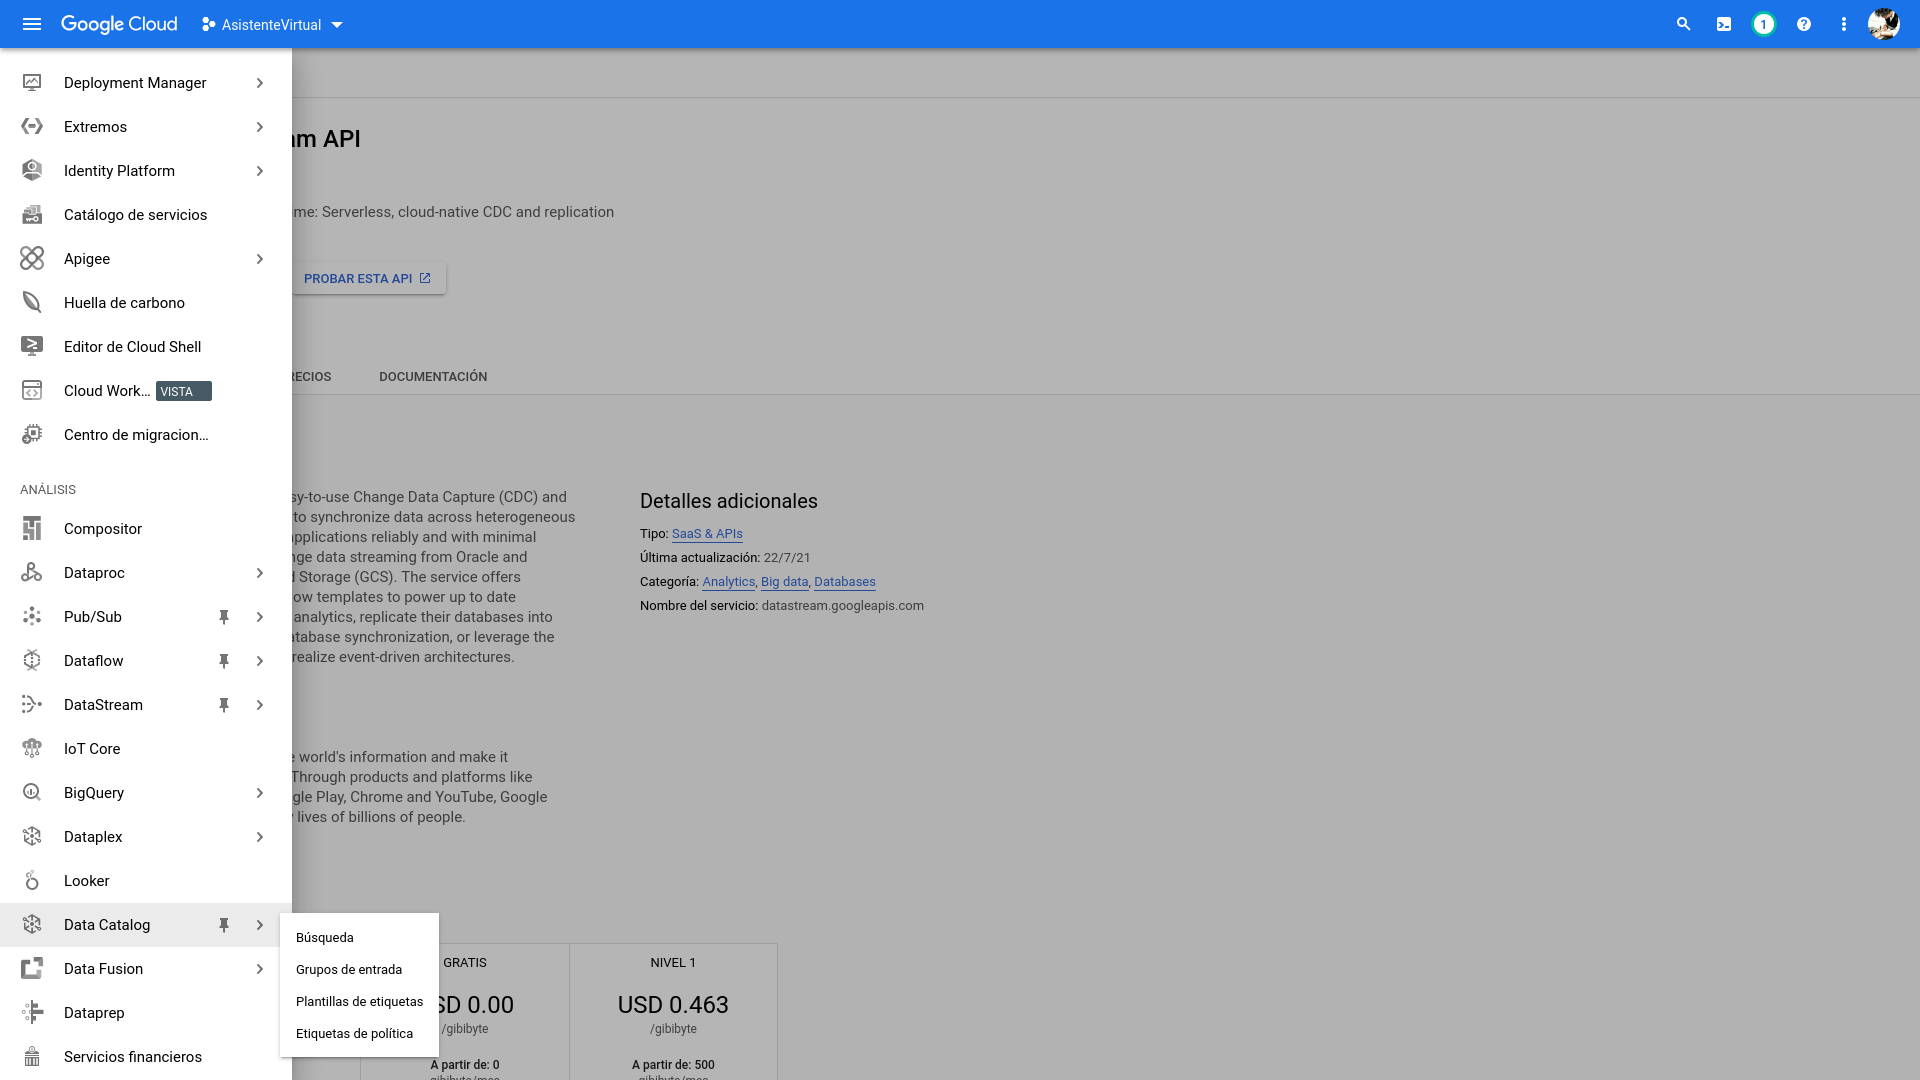 Google Cloud
AsistenteVirtual
1
Deployment Manager
Extremos
Identity Platform
Catálogo de servicios
Apigee
Huella de carbono
Editor de Cloud Shell
Cloud Work... VISTA
Centro de migracion...
ANÁLISIS
Compositor
Dataproc
Pub/Sub
Dataflow
DataStream
IoT Core
BigQuery
Dataplex
Looker
Data Catalog
Data Fusion
Dataprep
Servicios financieros
Búsqueda
Grupos de entrada
Plantillas de etiquetas
Etiquetas de política
am API
me: Serverless, cloud-native CDC and replication
PROBAR ESTA API
RECIOS
DOCUMENTACIÓN
sy-to-use Change Data Capture (CDC) and
to synchronize data across heterogeneous
pplications reliably and with minimal
nge data streaming from Oracle and
d Storage (GCS). The service offers
ow templates to power up to date
analytics, replicate their databases into
atabase synchronization, or leverage the
realize event-driven architectures.
Detalles adicionales
Tipo: SaaS & APIs
Última actualización: 22/7/21
Categoría: Analytics, Big data, Databases
Nombre del servicio: datastream.googleapis.com
e world's information and make it
Through products and platforms like
gle Play, Chrome and YouTube, Google
y lives of billions of people.
GRATIS
SD 0.00
/gibibyte
A partir de: 0
gibibyte/mes
NIVEL 1
USD 0.463
/gibibyte
A partir de: 500
gibibyte/mes